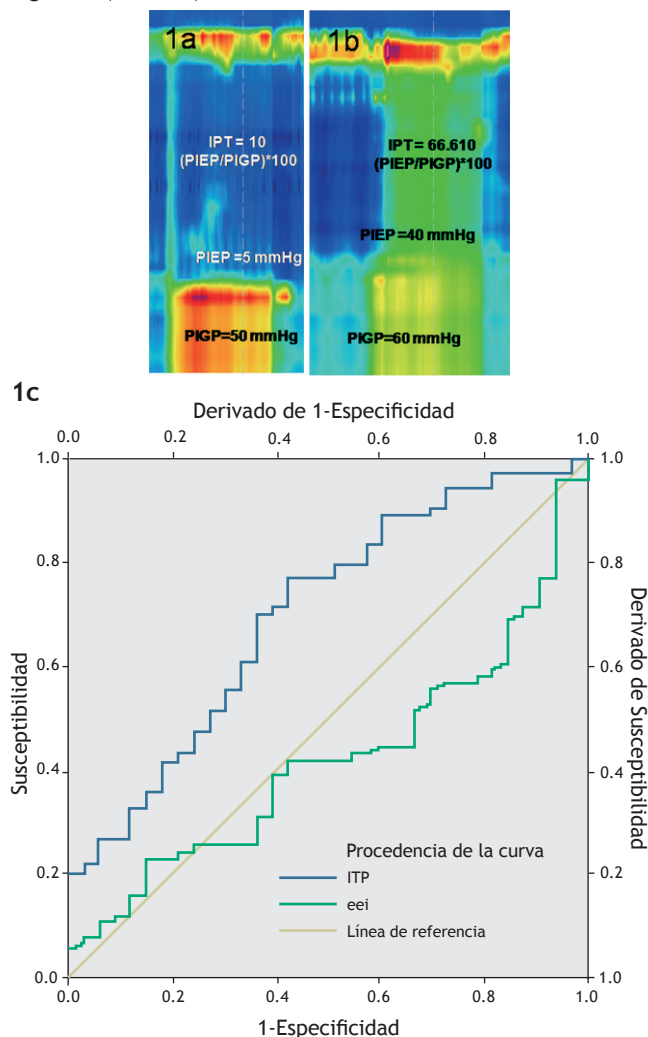 1a
IPT = 10
(PIEP/PIGP)*100
PIEP =5 mmHg
PIGP=50 mmHg
1b
IPT = 66.610
(PIEP/PIGP)*100
PIEP =40 mmHg
PIGP=60 mmHg
1c
Derivado de 1-Especificidad
0.0 0.2 0.4 0.6 0.8 1.0
1.0 1.0
0.8 0.8
0.6 0.6
0.4 0.4
0.2 0.2
0.0 1.0
Susceptibilidad
Derivado de Susceptibilidad
Procedencia de la curva
ITP
eei
Línea de referencia
0.0 0.2 0.4 0.6 0.8 1.0
1-Especificidad